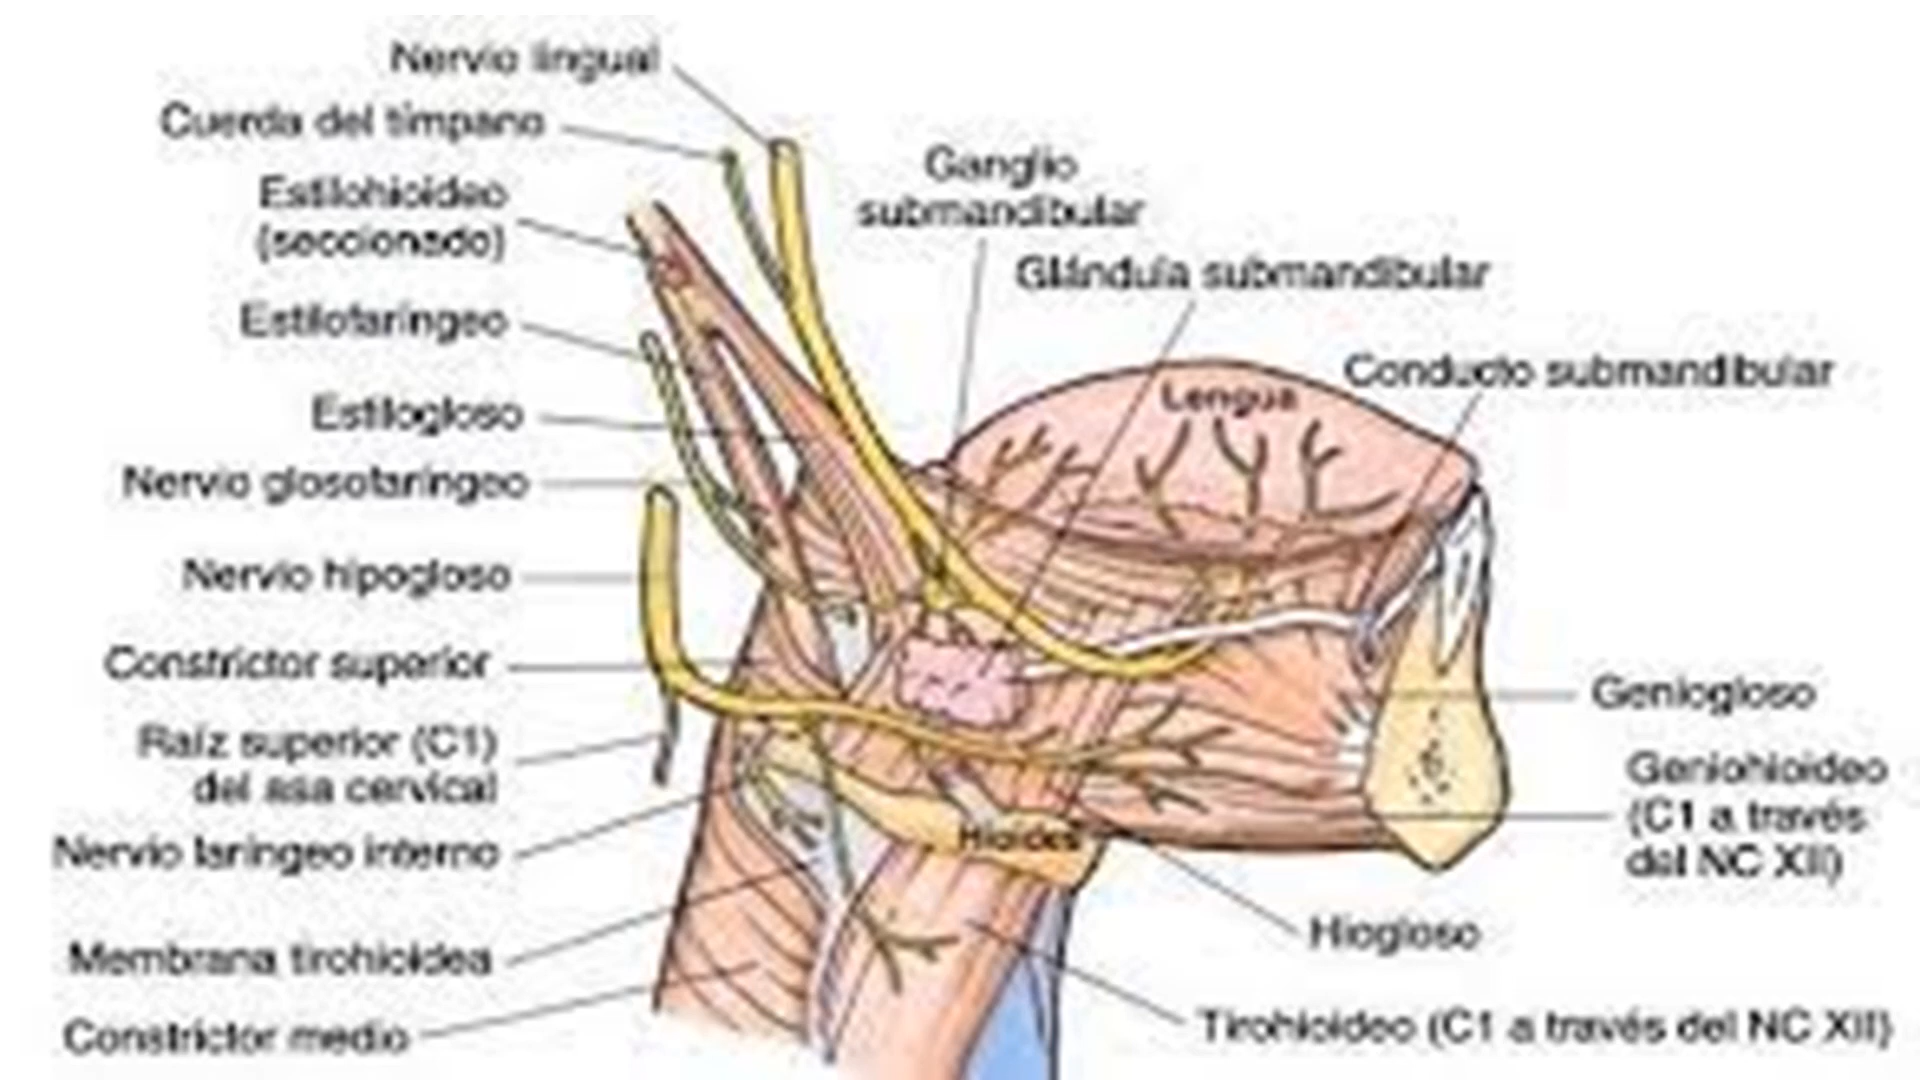 Nervio lingual
Cuerda del tímpano
Estilohioideo
(seccionado)
Estilofaríngeo
Estilogloso
Nervio glosofaríngeo
Nervio hipogloso
Constrictor superior
Raíz superior (C1)
del asa cervical
Nervio laríngeo interno
Membrana tirohioidea
Constrictor medio
Ganglio
submandibular
Glándula submandibular
Lengua
Conducto submandibular
Hioides
Geniogloso
Geniohioideo
(C1 a través
del NC XII)
Hiogloso
Tirohioideo (C1 a través del NC XII)